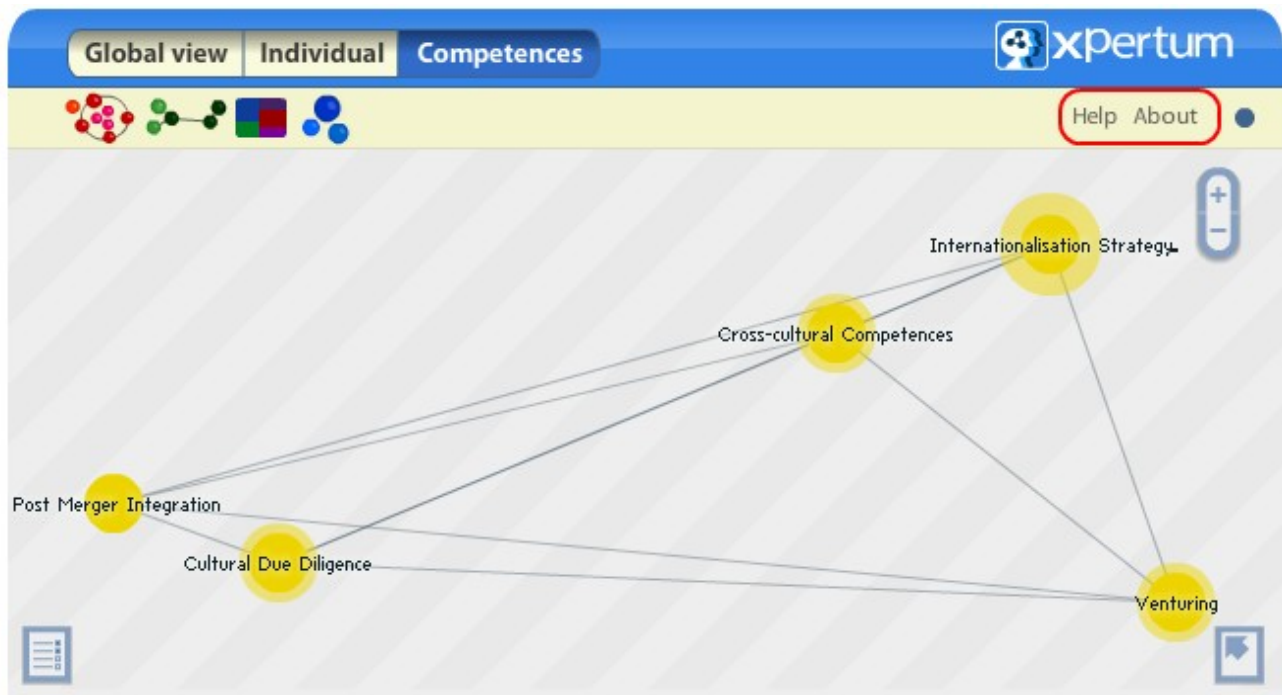 Global view Individual Competences
xpertum
Help About
+
Internationalisation Strategy
−
Cross-cultural Competences
Post Merger Integration
Cultural Due Diligence
Venturing